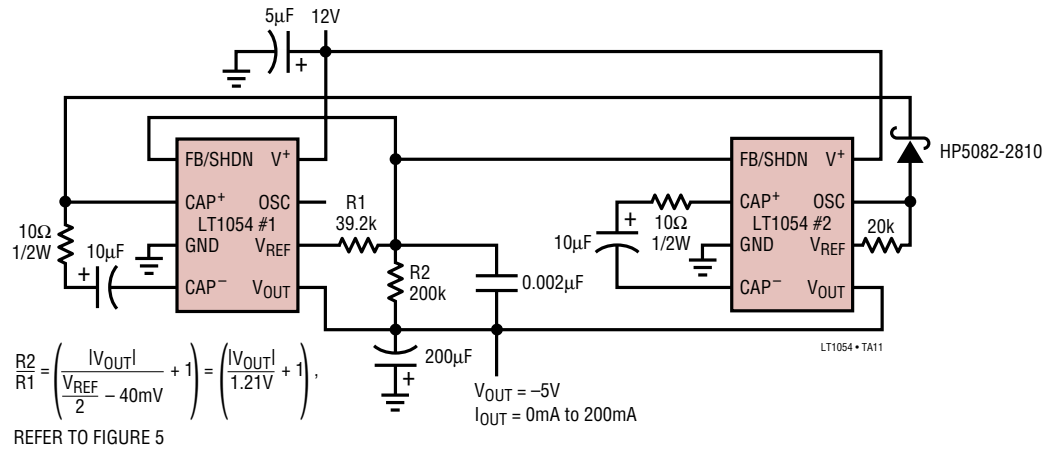 5µF 12V
+
FB/SHDN V+
CAP+ OSC
LT1054 #1
GND VREF
CAP− VOUT
10Ω
1/2W
10µF
+
R1
39.2k
R2
200k
0.002µF
200µF
+
FB/SHDN V+
CAP+ OSC
LT1054 #2
GND VREF
CAP− VOUT
10Ω
1/2W
10µF
+
20k
HP5082-2810
LT1054 • TA11
VOUT = –5V
IOUT = 0mA to 200mA
R2/R1 = (|VOUT| / (VREF/2 – 40mV) + 1) = (|VOUT|/1.21V + 1),
REFER TO FIGURE 5